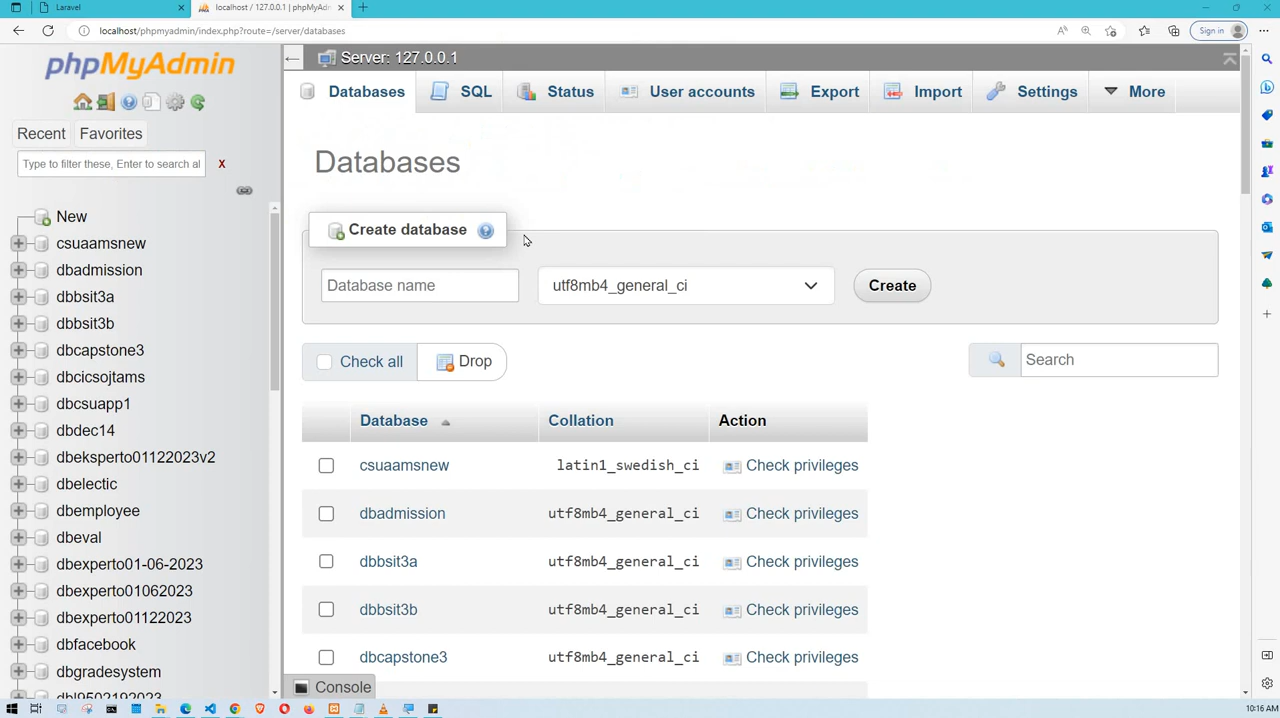 Laravel
localhost / 127.0.0.1 | phpMyAdr
localhost/phpmyadmin/index.php?route=/server/databases
Sign in
phpMyAdmin
Server: 127.0.0.1
Databases
SQL
Status
User accounts
Export
Import
Settings
More
Recent
Favorites
Type to filter these, Enter to search al
X
Databases
New
csuaamsnew
dbadmission
dbbsit3a
dbbsit3b
dbcapstone3
dbcicsojtams
dbcsuapp1
dbdec14
dbeksperto01122023v2
dbelectic
dbemployee
dbeval
dbexperto01-06-2023
dbexperto01062023
dbexperto01122023
dbfacebook
dbgradesystem
Create database
Database name
utf8mb4_general_ci
Create
Check all
Drop
Search
Database
Collation
Action
csuaamsnew latin1_swedish_ci Check privileges
dbadmission utf8mb4_general_ci Check privileges
dbbsit3a utf8mb4_general_ci Check privileges
dbbsit3b utf8mb4_general_ci Check privileges
dbcapstone3 utf8mb4_general_ci Check privileges
Console
10:16 AM